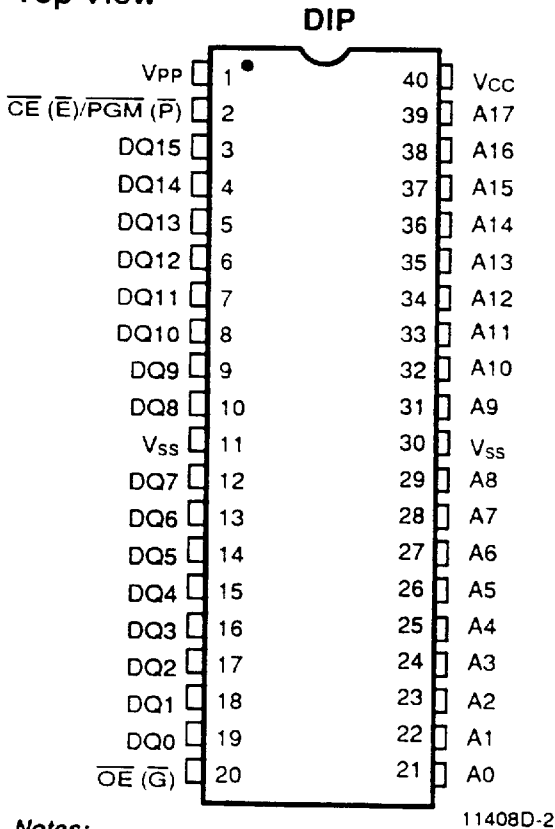 Top View
DIP
VPP 1 40 VCC
CE (E)/PGM (P) 2 39 A17
DQ15 3 38 A16
DQ14 4 37 A15
DQ13 5 36 A14
DQ12 6 35 A13
DQ11 7 34 A12
DQ10 8 33 A11
DQ9 9 32 A10
DQ8 10 31 A9
VSS 11 30 VSS
DQ7 12 29 A8
DQ6 13 28 A7
DQ5 14 27 A6
DQ4 15 26 A5
DQ3 16 25 A4
DQ2 17 24 A3
DQ1 18 23 A2
DQ0 19 22 A1
OE (G) 20 21 A0
11408D-2
Notes: